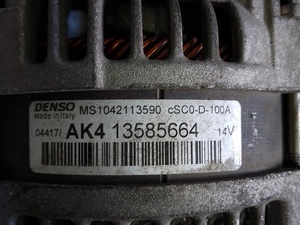 DENSO MS1042113590 cSC0-D-100A
Made in Italy
04417/ AK4 13585664 14V